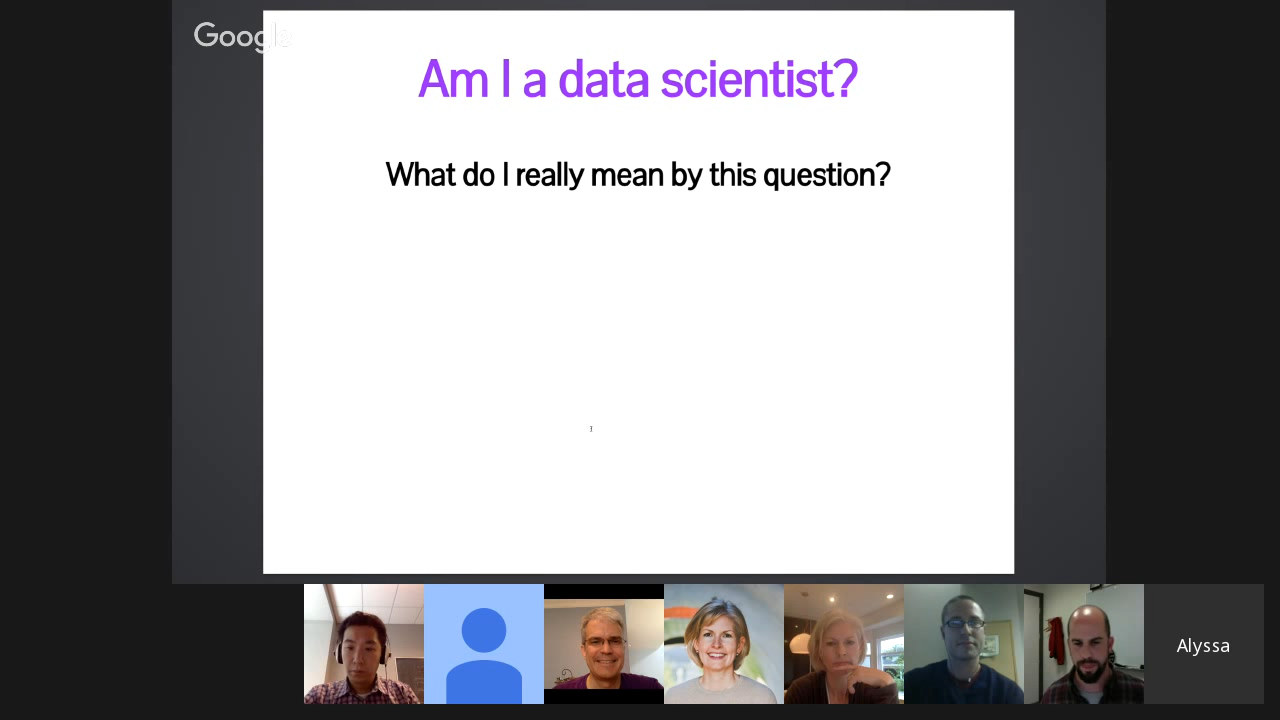 Google
Am I a data scientist?
What do I really mean by this question?
,
Alyssa